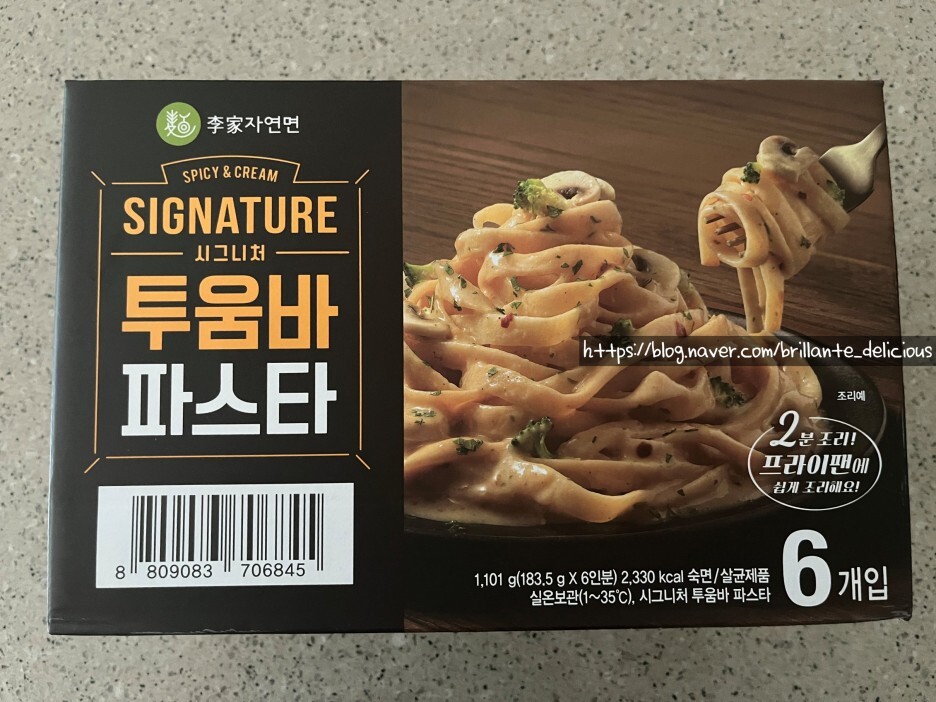 李家자연면
SPICY & CREAM
SIGNATURE
시그니처
투움바
파스타
8 809083 706845
https://blog.naver.com/brillante_delicious
조리예
2분 조리!
프라이팬에
쉽게 조리해요!
1,101 g(183.5 g X 6인분) 2,330 kcal 숙면/살균제품
실온보관(1~35℃), 시그니처 투움바 파스타
6개입